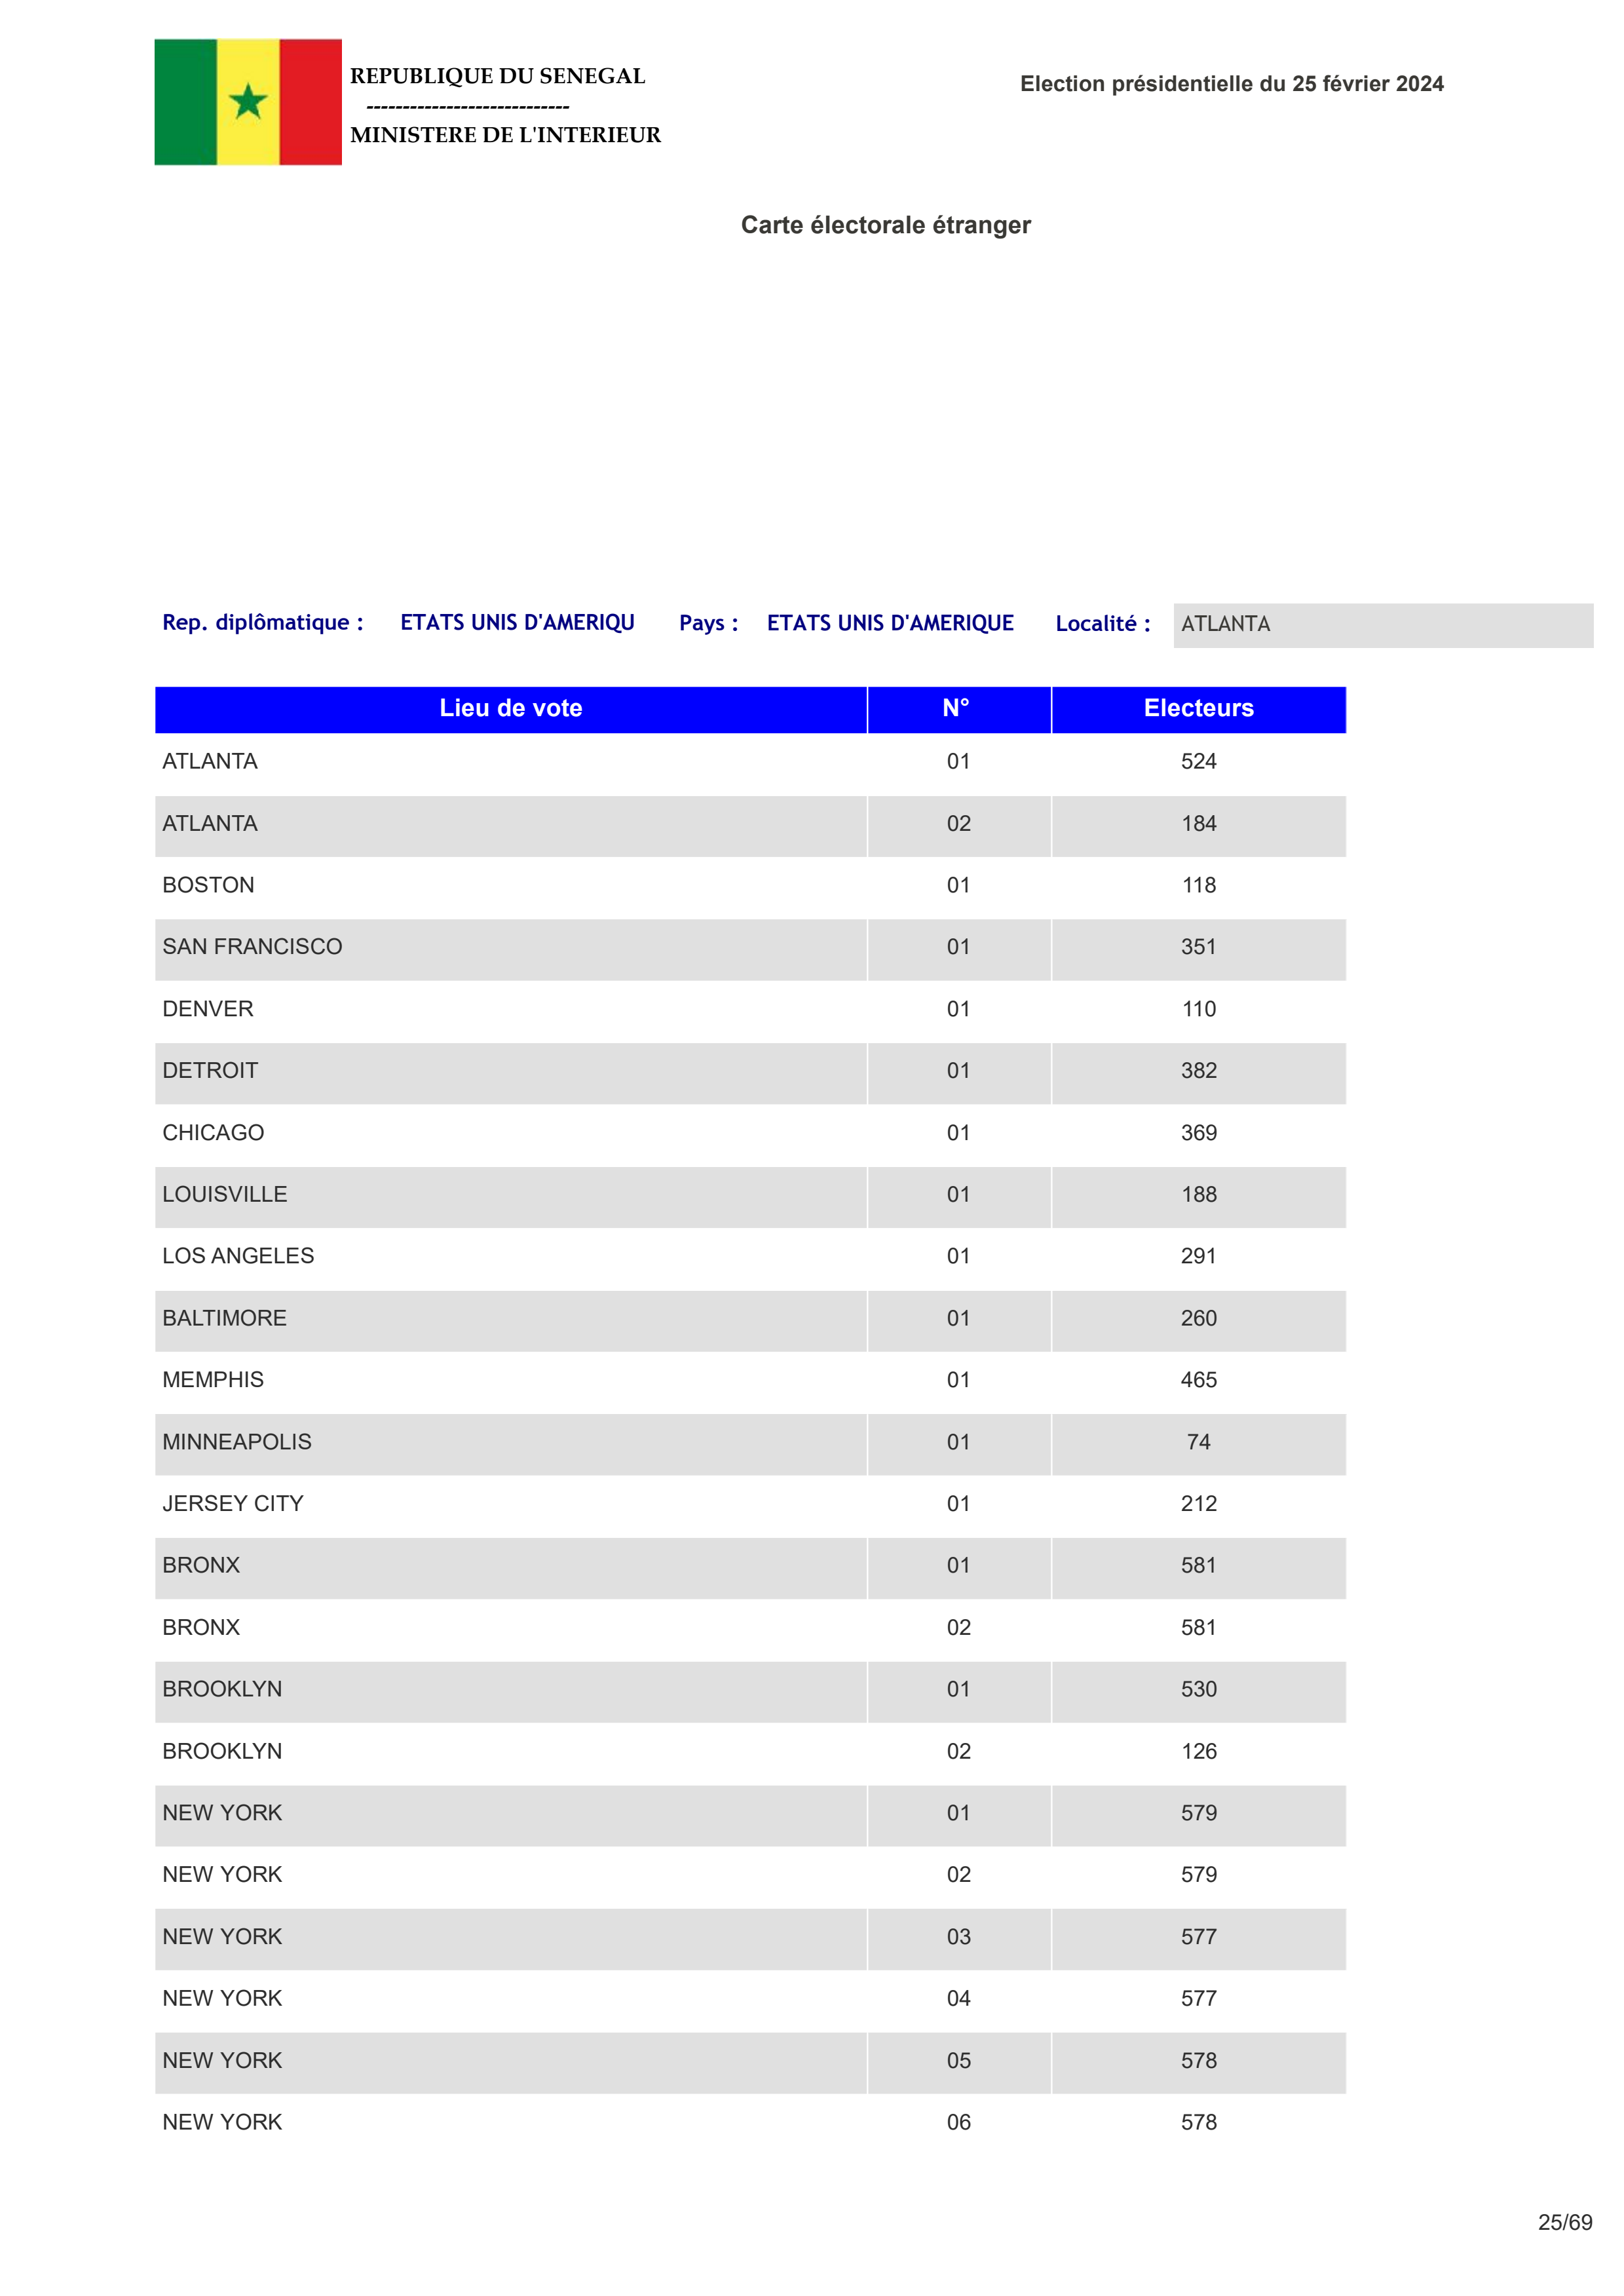 REPUBLIQUE DU SENEGAL
Election présidentielle du 25 février 2024
----------------------------
MINISTERE DE L'INTERIEUR
Carte électorale étranger
Rep. diplômatique : ETATS UNIS D'AMERIQU Pays : ETATS UNIS D'AMERIQUE Localité : ATLANTA
Lieu de vote N° Electeurs
ATLANTA 01 524
ATLANTA 02 184
BOSTON 01 118
SAN FRANCISCO 01 351
DENVER 01 110
DETROIT 01 382
CHICAGO 01 369
LOUISVILLE 01 188
LOS ANGELES 01 291
BALTIMORE 01 260
MEMPHIS 01 465
MINNEAPOLIS 01 74
JERSEY CITY 01 212
BRONX 01 581
BRONX 02 581
BROOKLYN 01 530
BROOKLYN 02 126
NEW YORK 01 579
NEW YORK 02 579
NEW YORK 03 577
NEW YORK 04 577
NEW YORK 05 578
NEW YORK 06 578
25/69